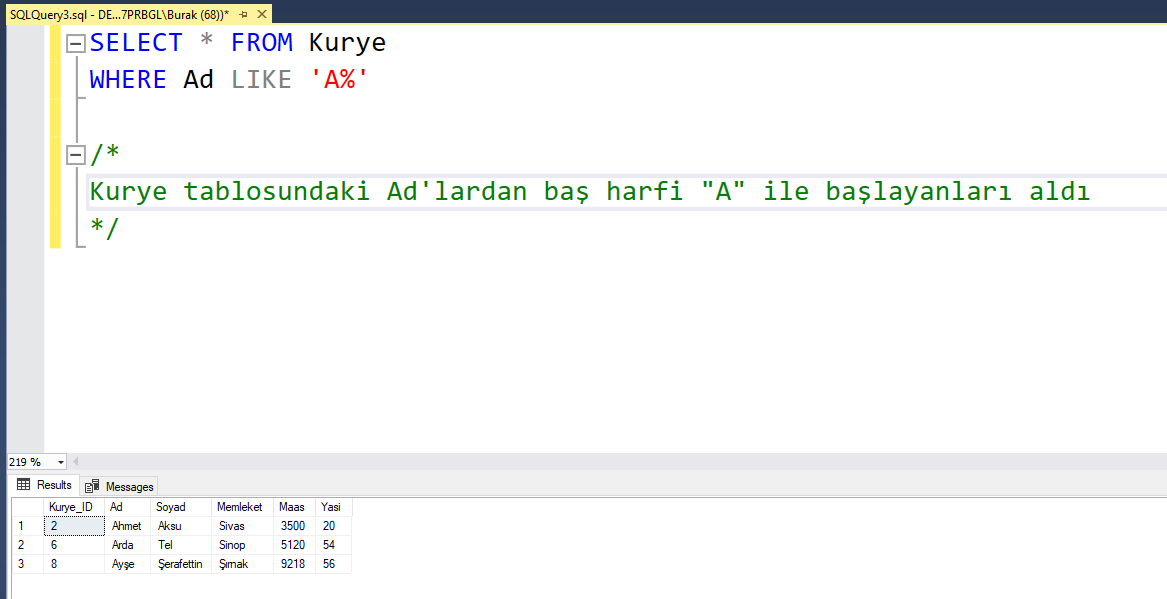 SQLQuery3.sql - DE...7PRBGL\Burak (68))*
SELECT * FROM Kurye
WHERE Ad LIKE 'A%'
/*
Kurye tablosundaki Ad'lardan baş harfi "A" ile başlayanları aldı
*/
219 %
Results Messages
Kurye_ID Ad Soyad Memleket Maas Yasi
1 2 Ahmet Aksu Sivas 3500 20
2 6 Arda Tel Sinop 5120 54
3 8 Ayşe Şerafettin Şırnak 9218 56